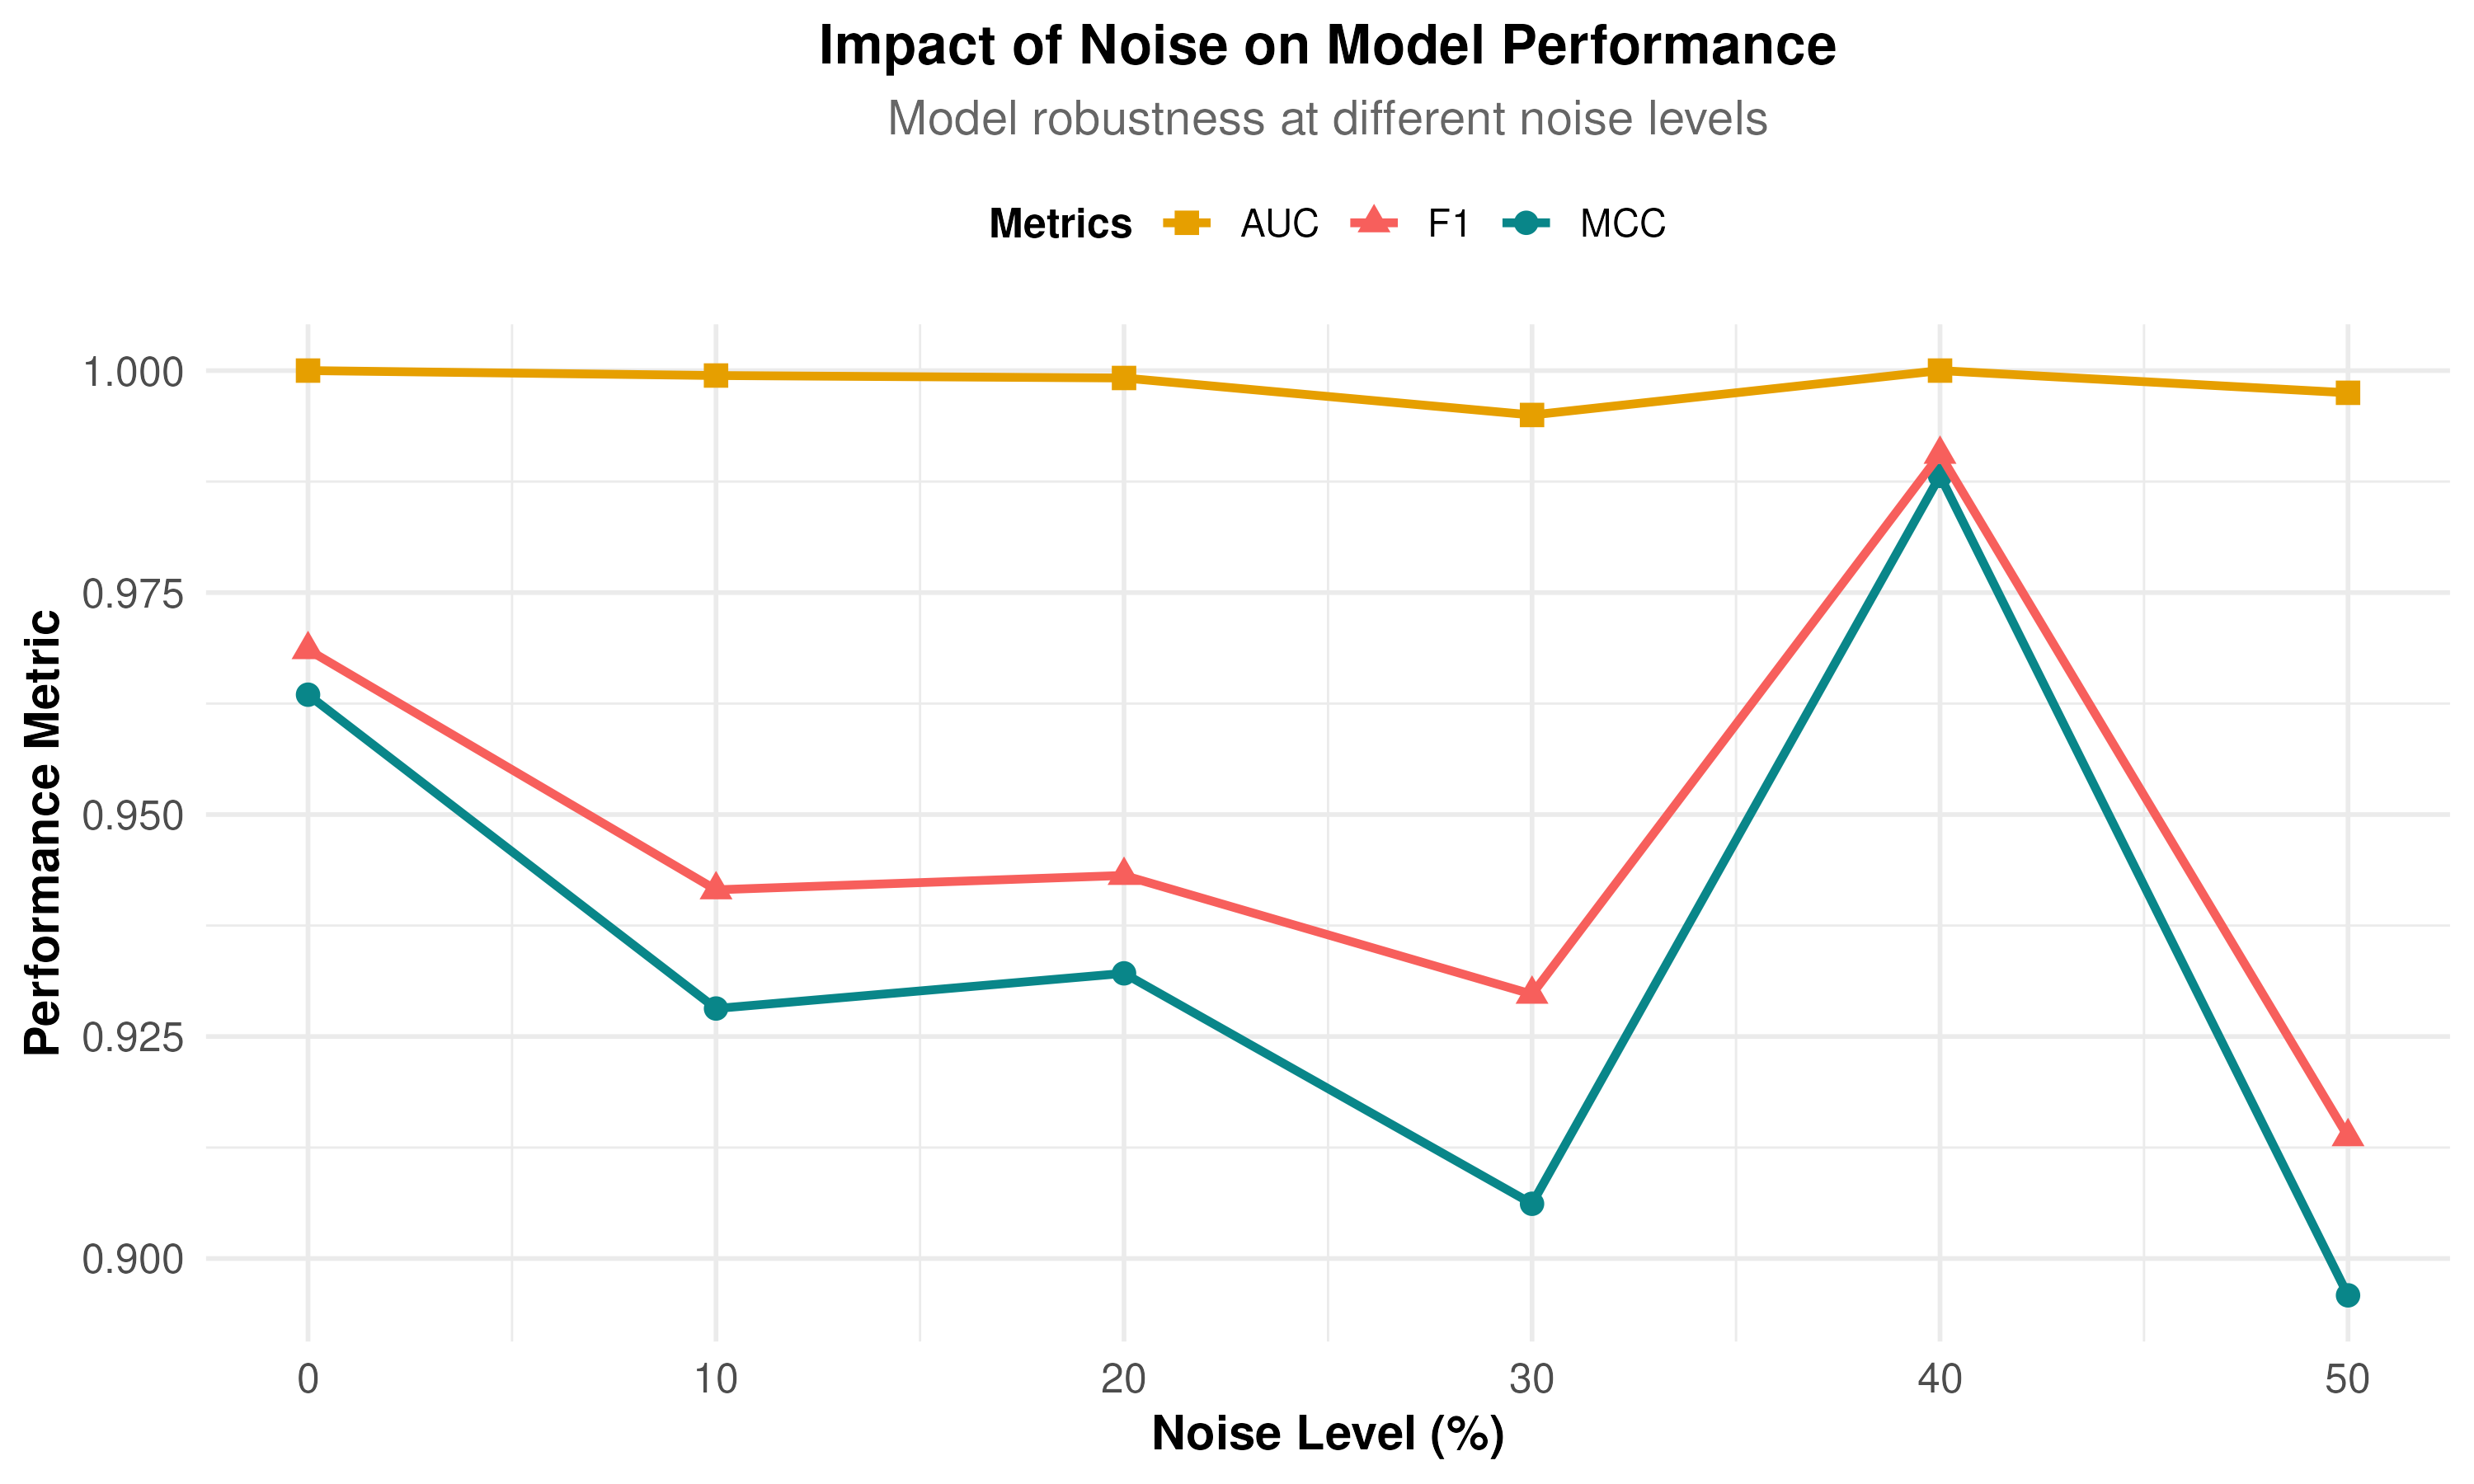 Impact of Noise on Model Performance
Model robustness at different noise levels
Metrics AUC F1 MCC
Performance Metric
1.000
0.975
0.950
0.925
0.900
0 10 20 30 40 50
Noise Level (%)